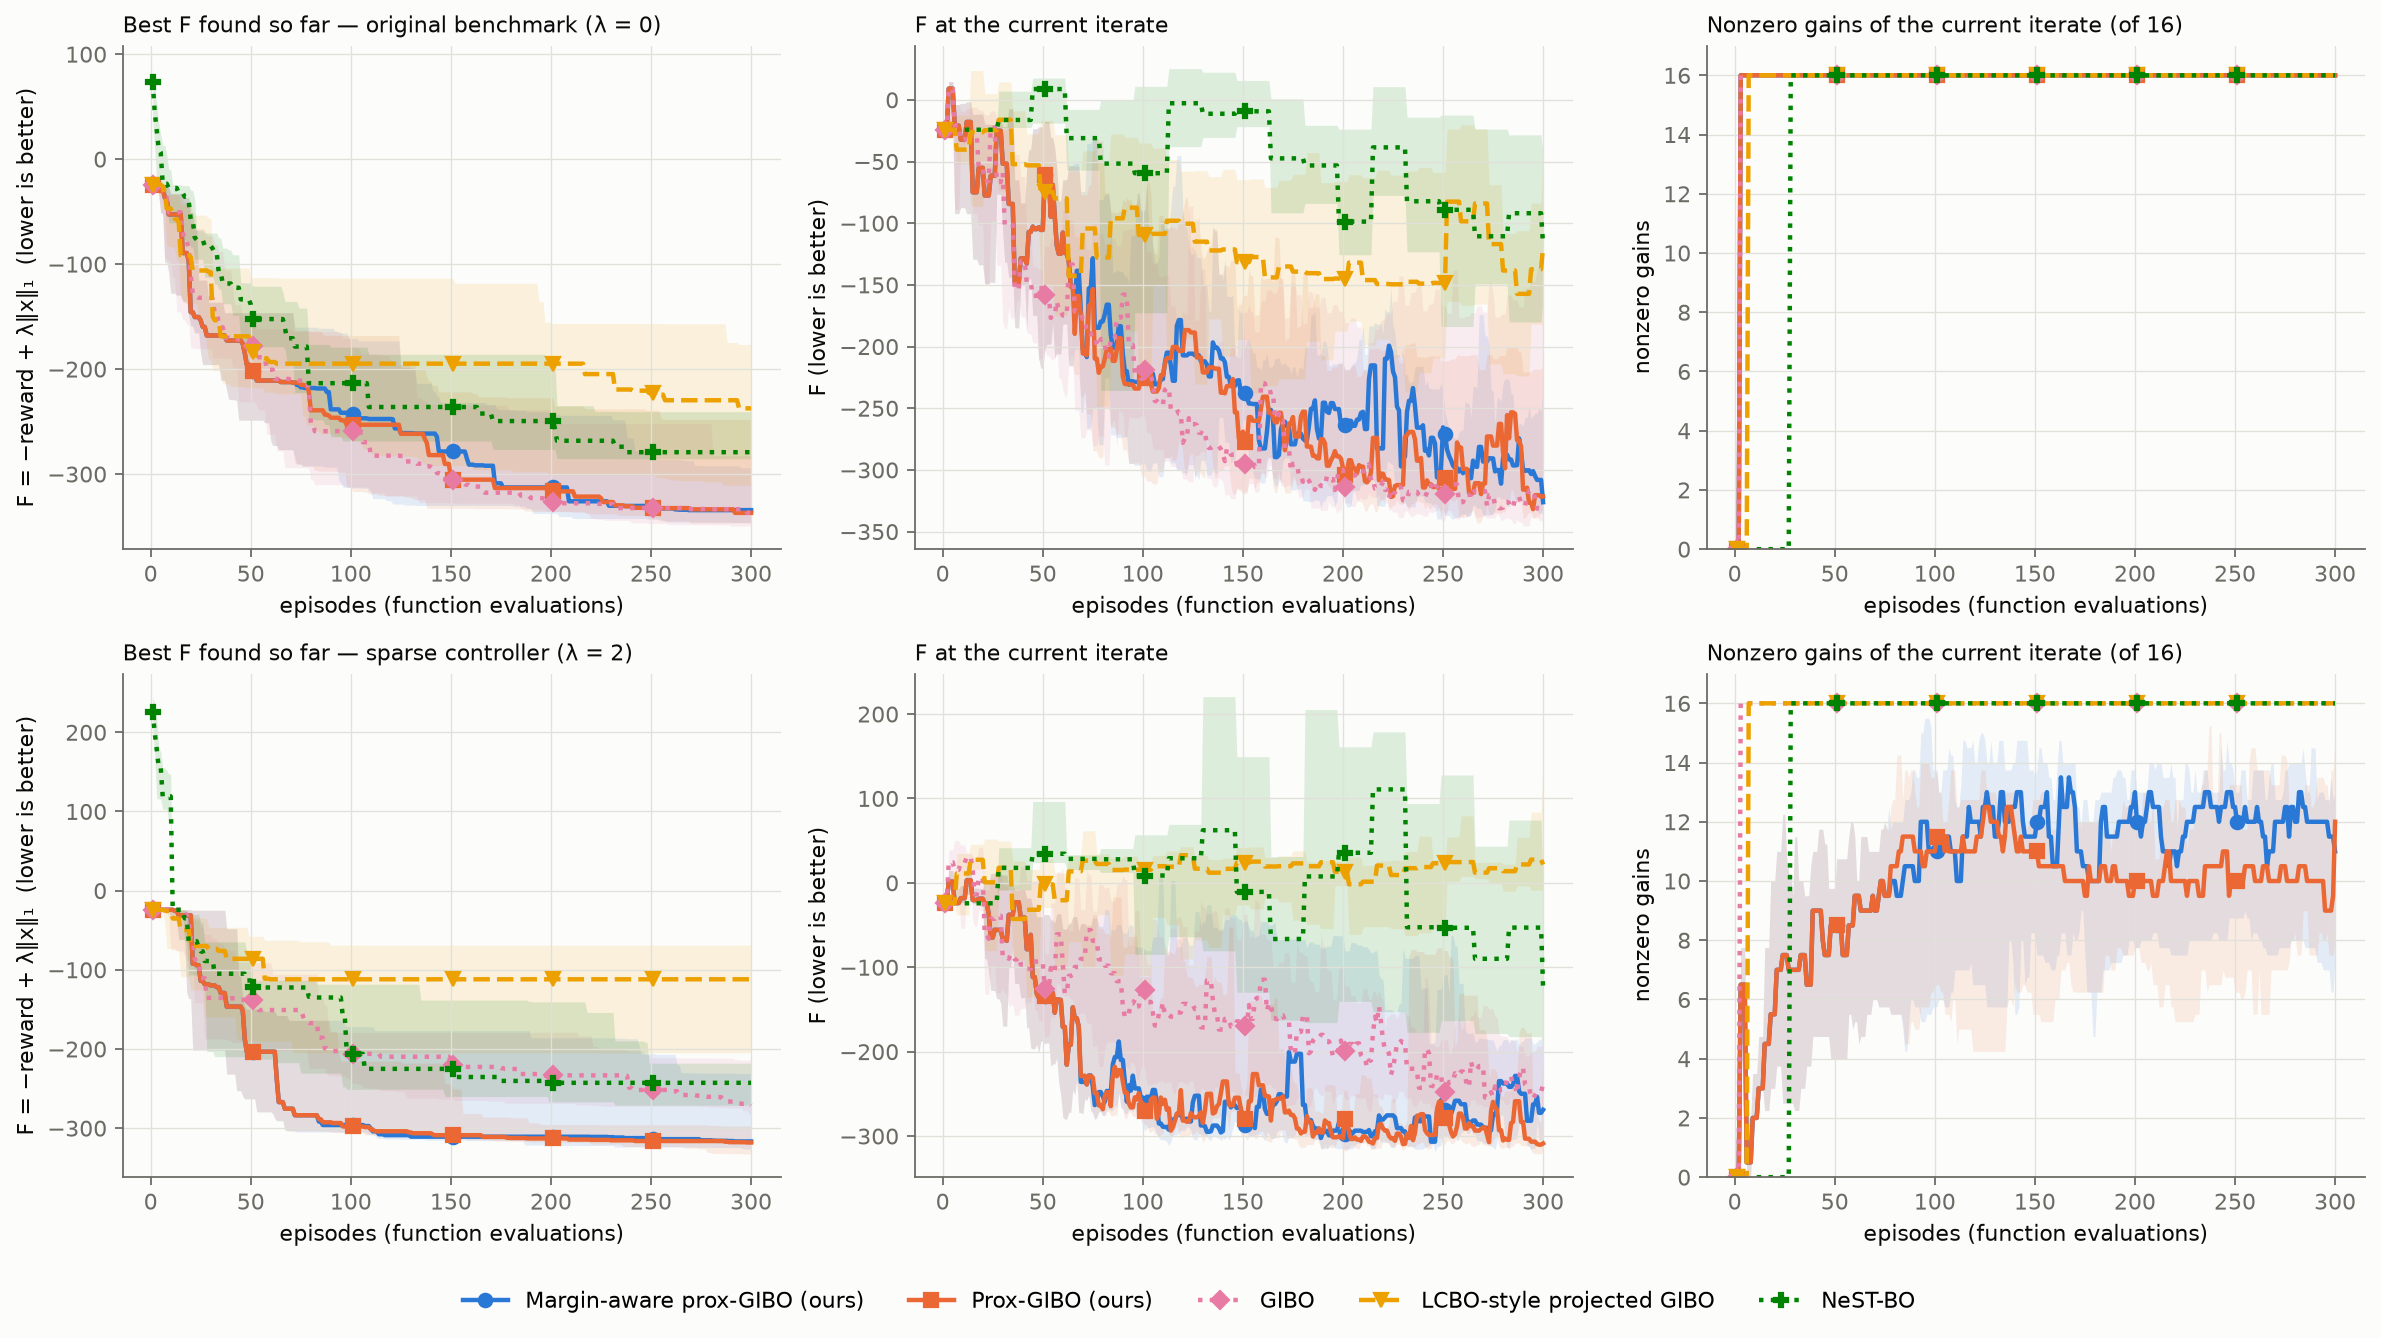 Best F found so far — original benchmark (λ = 0)
F at the current iterate
Nonzero gains of the current iterate (of 16)
F = −reward + λ‖x‖₁ (lower is better)
100
0
−100
−200
−300
0 50 100 150 200 250 300
episodes (function evaluations)
F (lower is better)
0
−50
−100
−150
−200
−250
−300
−350
0 50 100 150 200 250 300
episodes (function evaluations)
nonzero gains
16
14
12
10
8
6
4
2
0
0 50 100 150 200 250 300
episodes (function evaluations)
Best F found so far — sparse controller (λ = 2)
F at the current iterate
Nonzero gains of the current iterate (of 16)
F = −reward + λ‖x‖₁ (lower is better)
200
100
0
−100
−200
−300
0 50 100 150 200 250 300
episodes (function evaluations)
F (lower is better)
200
100
0
−100
−200
−300
0 50 100 150 200 250 300
episodes (function evaluations)
nonzero gains
16
14
12
10
8
6
4
2
0
0 50 100 150 200 250 300
episodes (function evaluations)
Margin-aware prox-GIBO (ours)
Prox-GIBO (ours)
GIBO
LCBO-style projected GIBO
NeST-BO